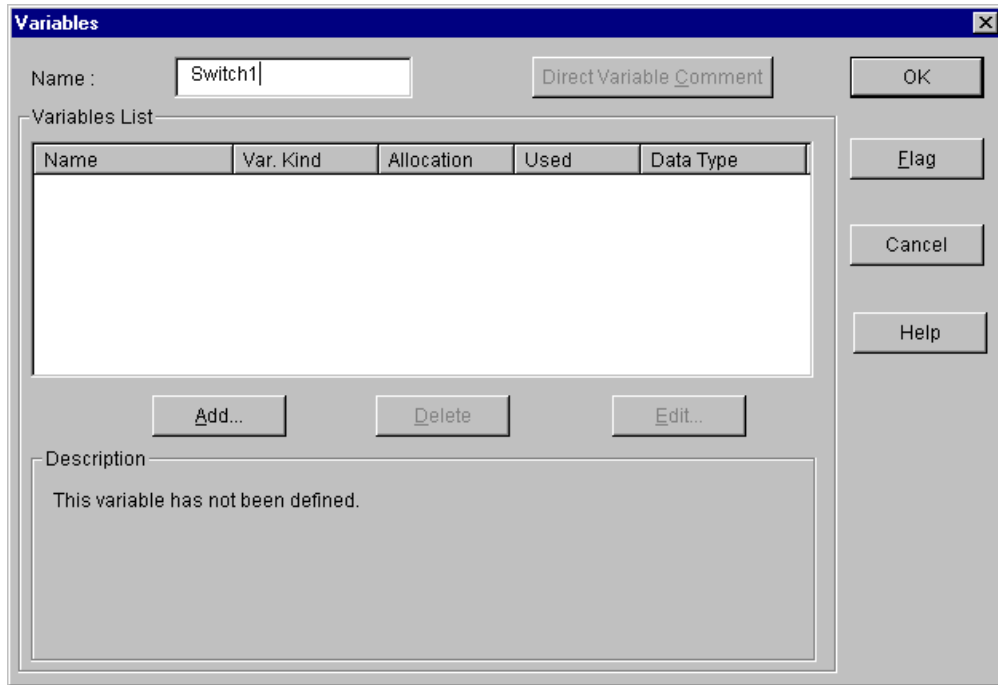 Variables
Name :
Switch1
Direct Variable Comment
OK
Variables List
Name Var. Kind Allocation Used Data Type
Flag
Cancel
Help
Add... Delete Edit...
Description
This variable has not been defined.